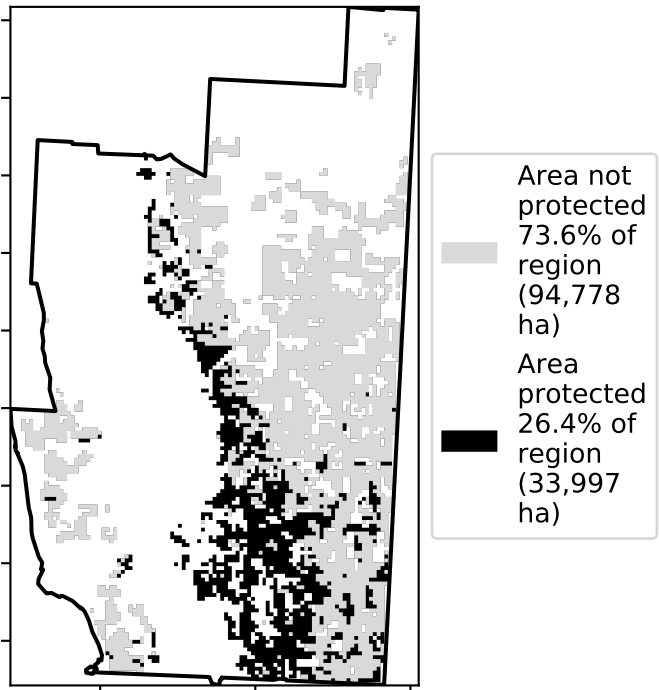 Area not
protected
73.6% of
region
(94,778
ha)
Area
protected
26.4% of
region
(33,997
ha)